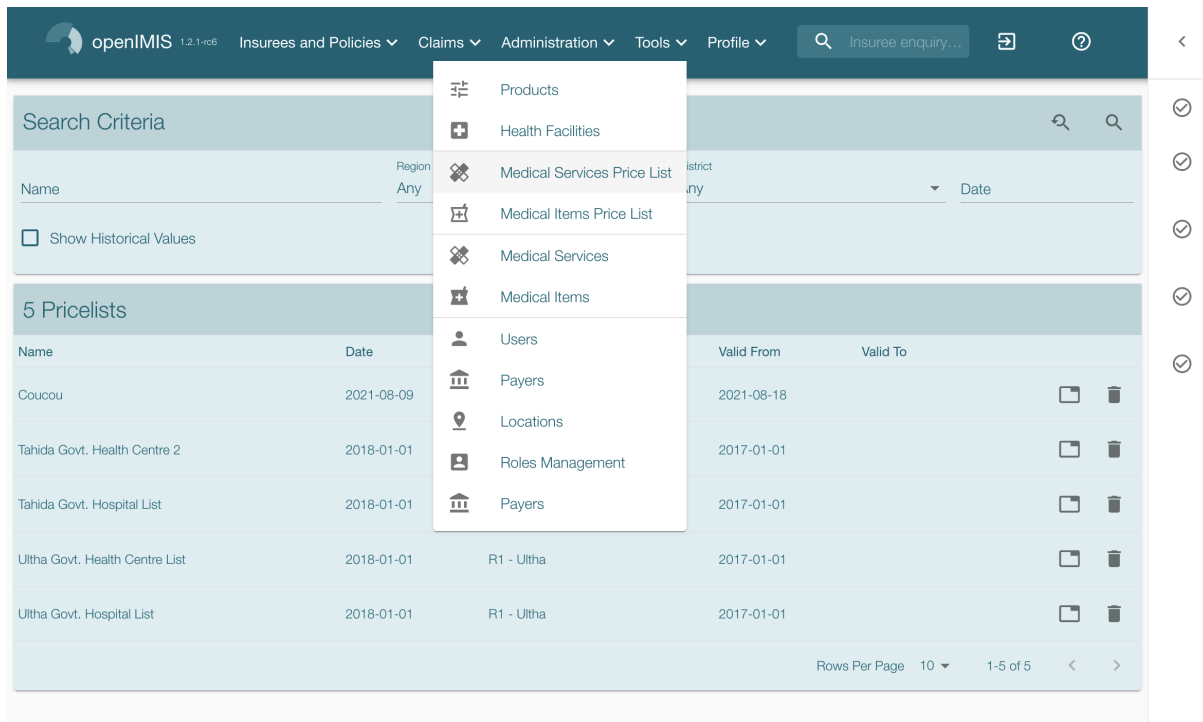 openIMIS 1.2.1-rc6 Insurees and Policies Claims Administration Tools Profile Insuree enquiry...
Products
Health Facilities
Medical Services Price List
Medical Items Price List
Medical Services
Medical Items
Users
Payers
Locations
Roles Management
Payers
Search Criteria
Name Region Any istrict ny Date
Show Historical Values
5 Pricelists
Name Date Valid From Valid To
Coucou 2021-08-09 2021-08-18
Tahida Govt. Health Centre 2 2018-01-01 2017-01-01
Tahida Govt. Hospital List 2018-01-01 2017-01-01
Ultha Govt. Health Centre List 2018-01-01 R1 - Ultha 2017-01-01
Ultha Govt. Hospital List 2018-01-01 R1 - Ultha 2017-01-01
Rows Per Page 10 1-5 of 5